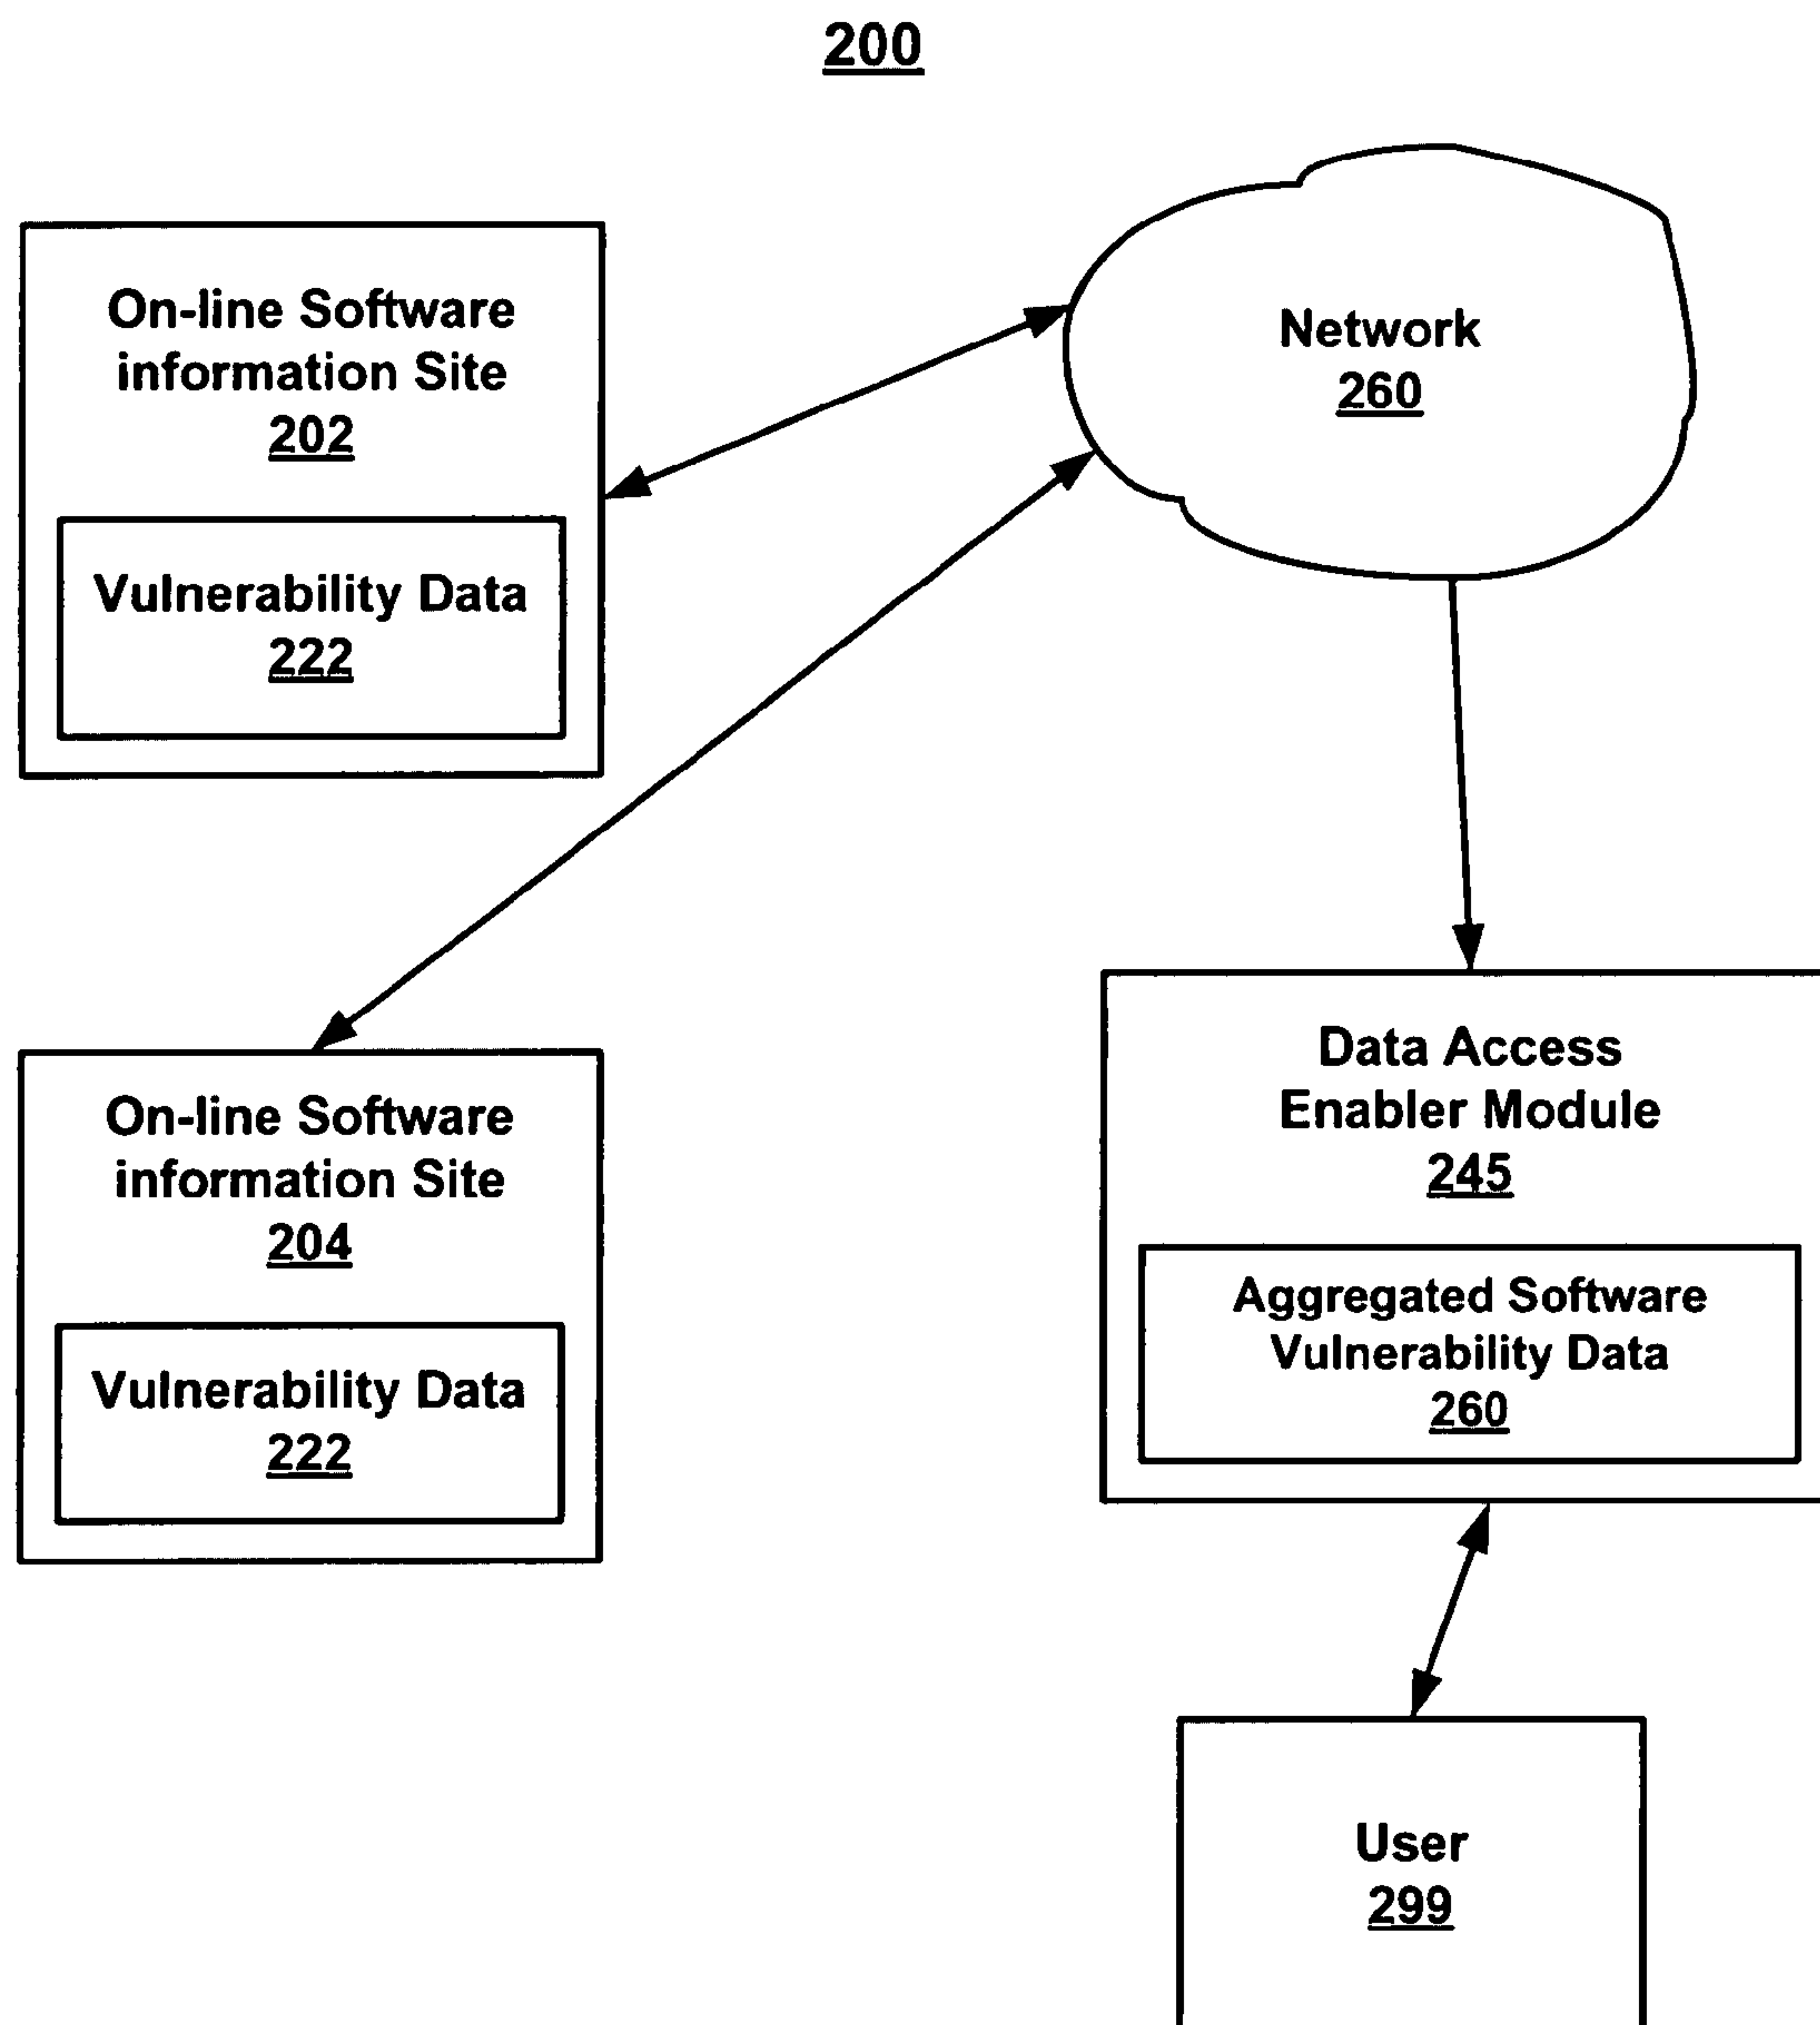 200
On-line Software
information Site
202
Vulnerability Data
222
Network
260
On-line Software
information Site
204
Vulnerability Data
222
Data Access
Enabler Module
245
Aggregated Software
Vulnerability Data
260
User
299